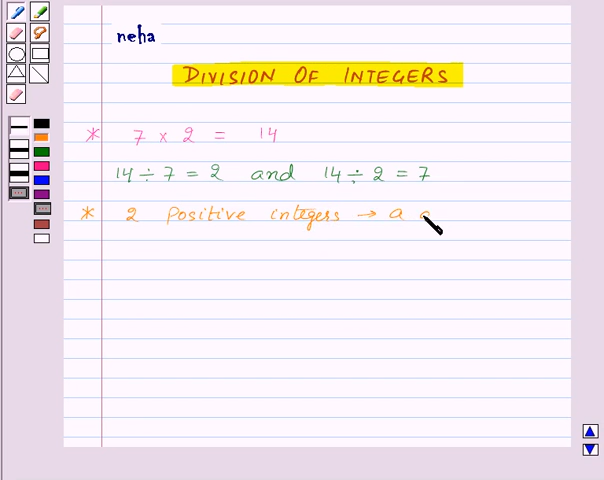 neha
DIVISION OF INTEGERS
* 7 × 2 = 14
14 ÷ 7 = 2 and 14 ÷ 2 = 7
* 2 Positive integers → a